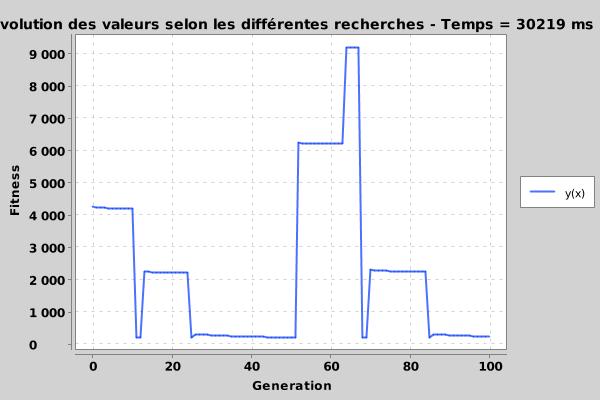 volution des valeurs selon les différentes recherches - Temps = 30219 ms
9 000
8 000
7 000
6 000
5 000
4 000
3 000
2 000
1 000
0
Fitness
0 20 40 60 80 100
Generation
y(x)